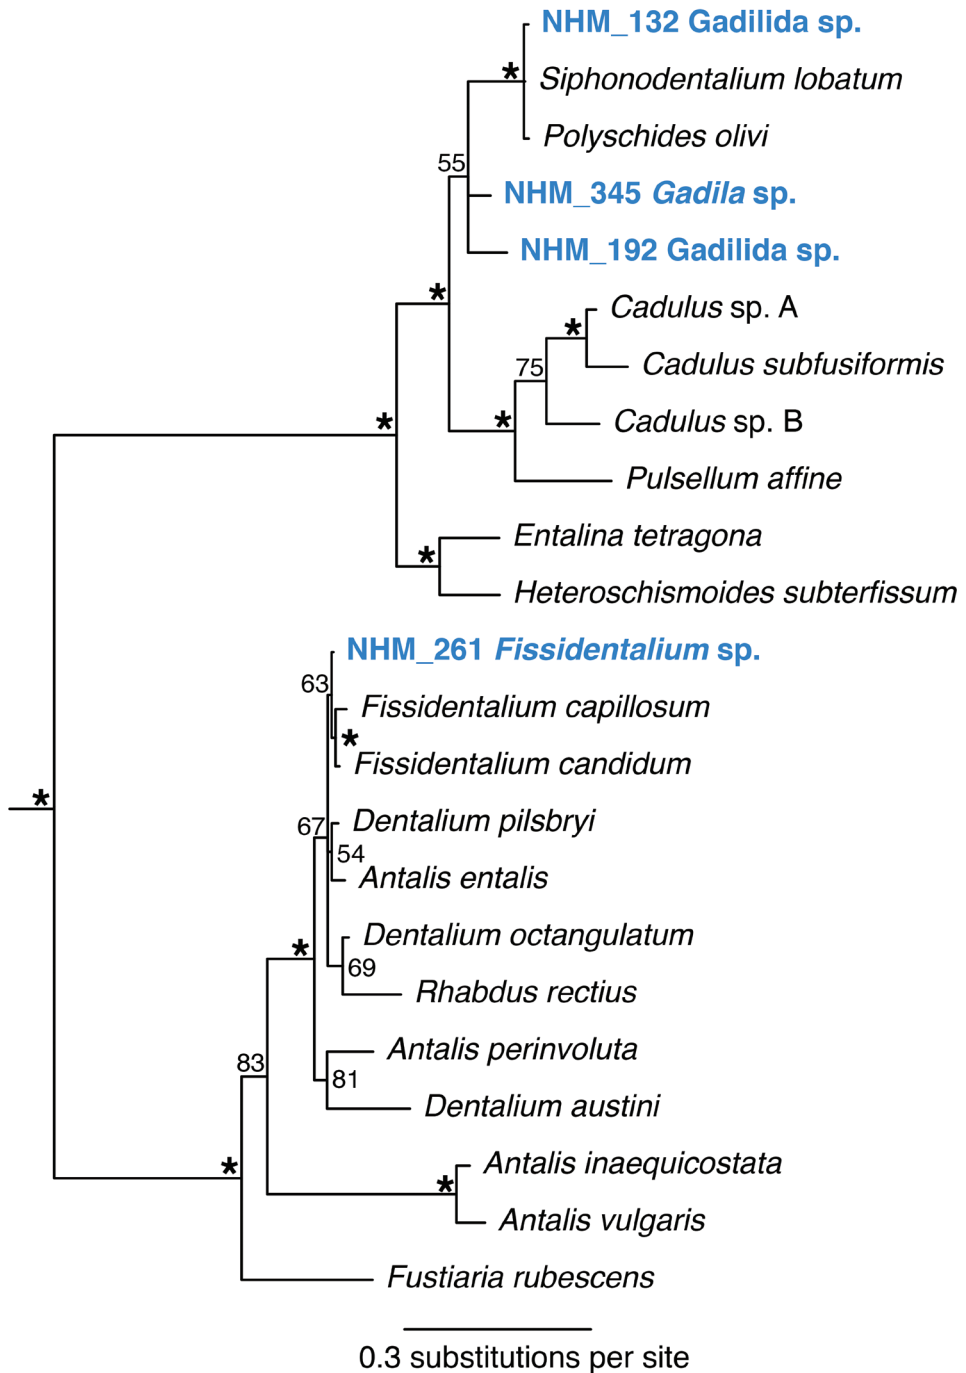 NHM_132 Gadilida sp.
*
Siphonodentalium lobatum
Polyschides olivi
55
NHM_345 Gadila sp.
NHM_192 Gadilida sp.
*
Cadulus sp. A
*
Cadulus subfusiformis
75
*
*
Cadulus sp. B
Pulsellum affine
Entalina tetragona
*
Heteroschismoides subterfissum
NHM_261 Fissidentalium sp.
63
Fissidentalium capillosum
*
Fissidentalium candidum
*
Dentalium pilsbryi
67
54
Antalis entalis
Dentalium octangulatum
*
69
Rhabdus rectius
Antalis perinvoluta
83
81
Dentalium austini
*
Antalis inaequicostata
*
Antalis vulgaris
Fustiaria rubescens
0.3 substitutions per site